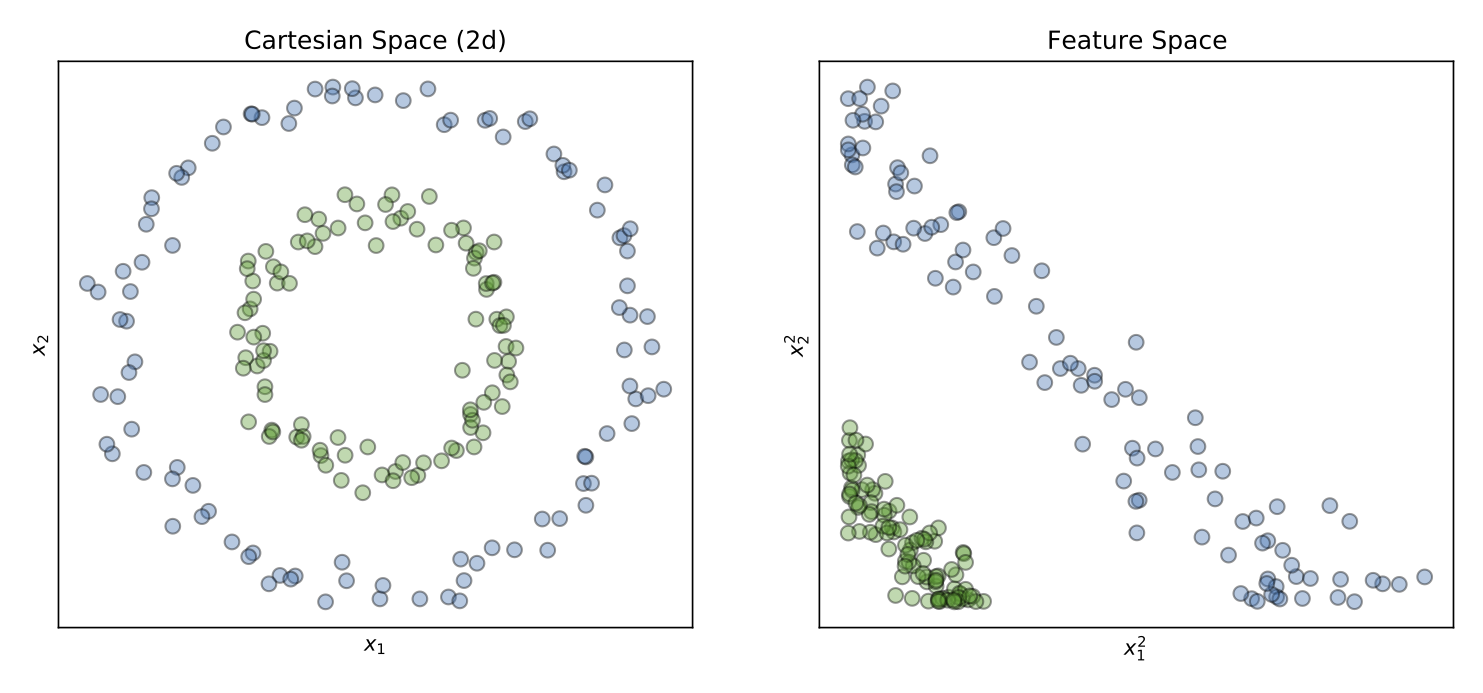 Cartesian Space (2d)
x₂
x₁
Feature Space
x₂²
x₁²